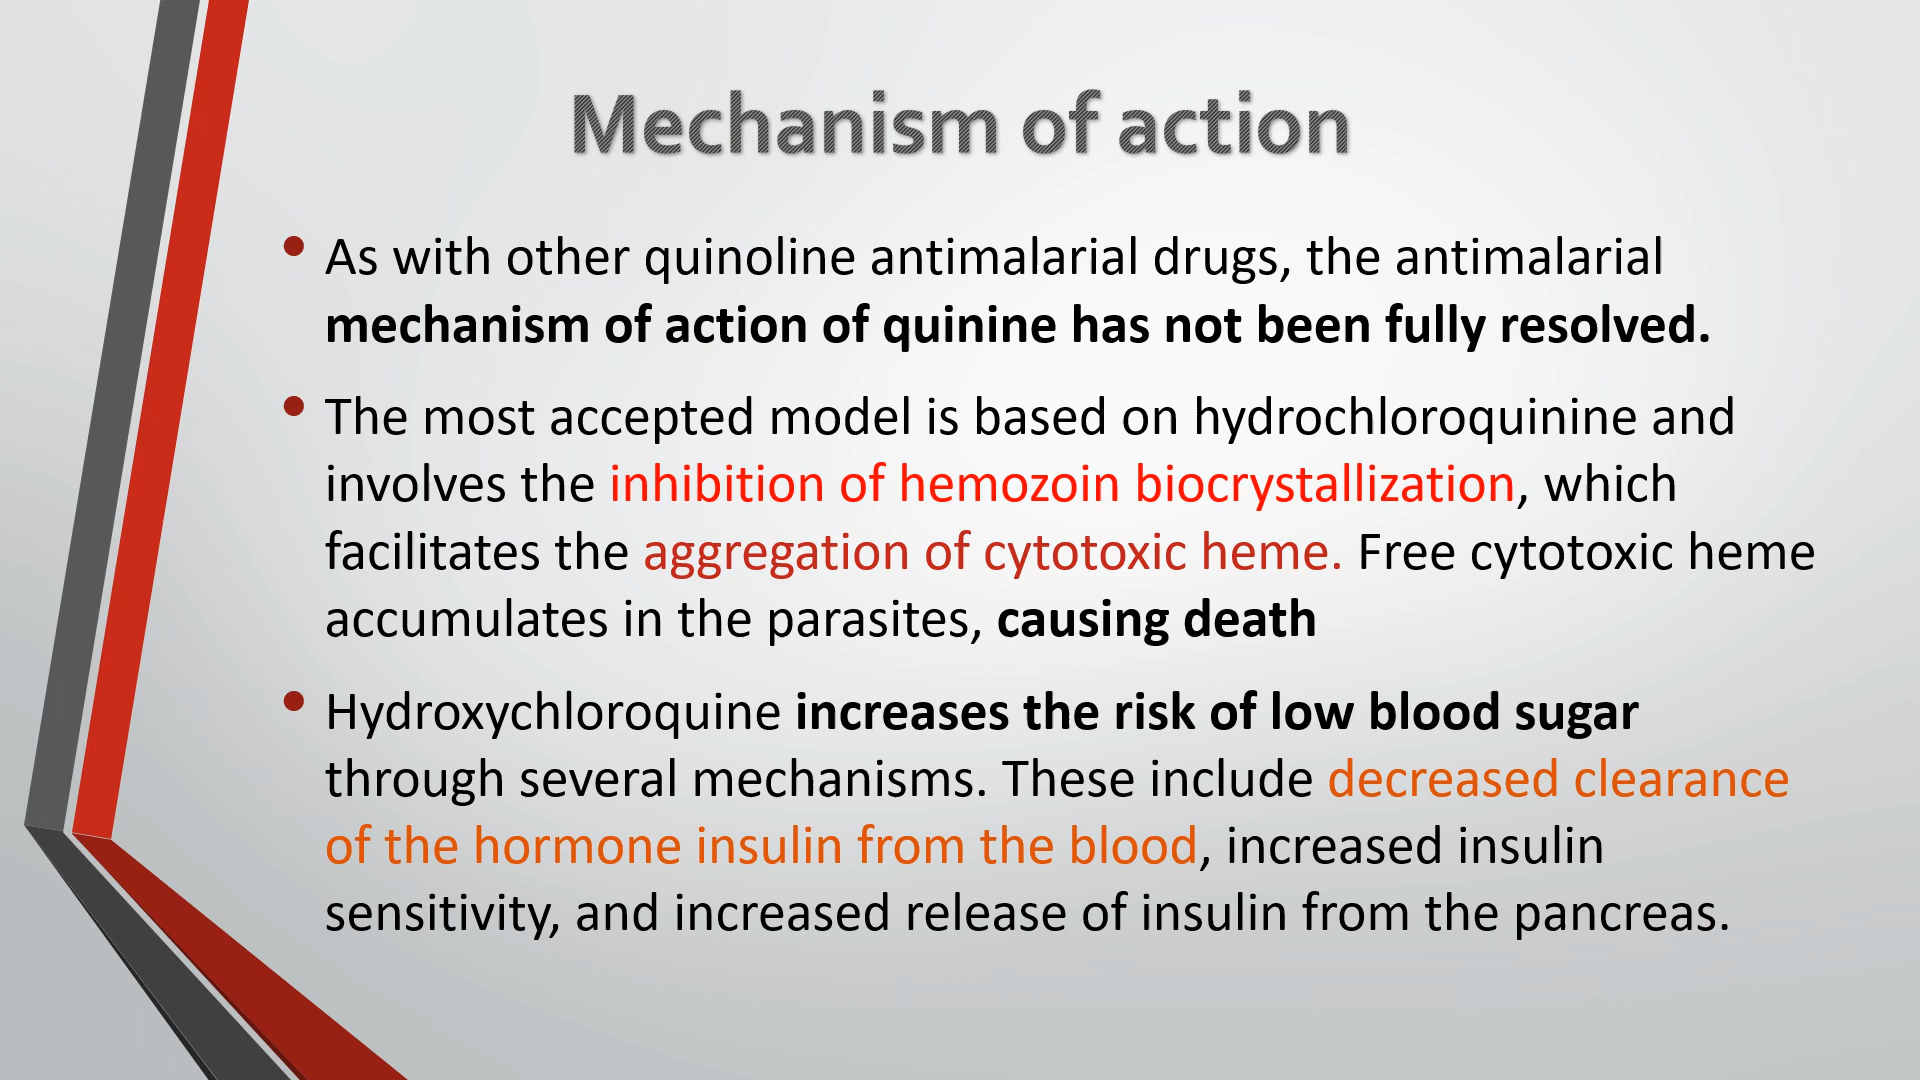 Mechanism of action
• As with other quinoline antimalarial drugs, the antimalarial
mechanism of action of quinine has not been fully resolved.
• The most accepted model is based on hydrochloroquinine and
involves the inhibition of hemozoin biocrystallization, which
facilitates the aggregation of cytotoxic heme. Free cytotoxic heme
accumulates in the parasites, causing death
• Hydroxychloroquine increases the risk of low blood sugar
through several mechanisms. These include decreased clearance
of the hormone insulin from the blood, increased insulin
sensitivity, and increased release of insulin from the pancreas.